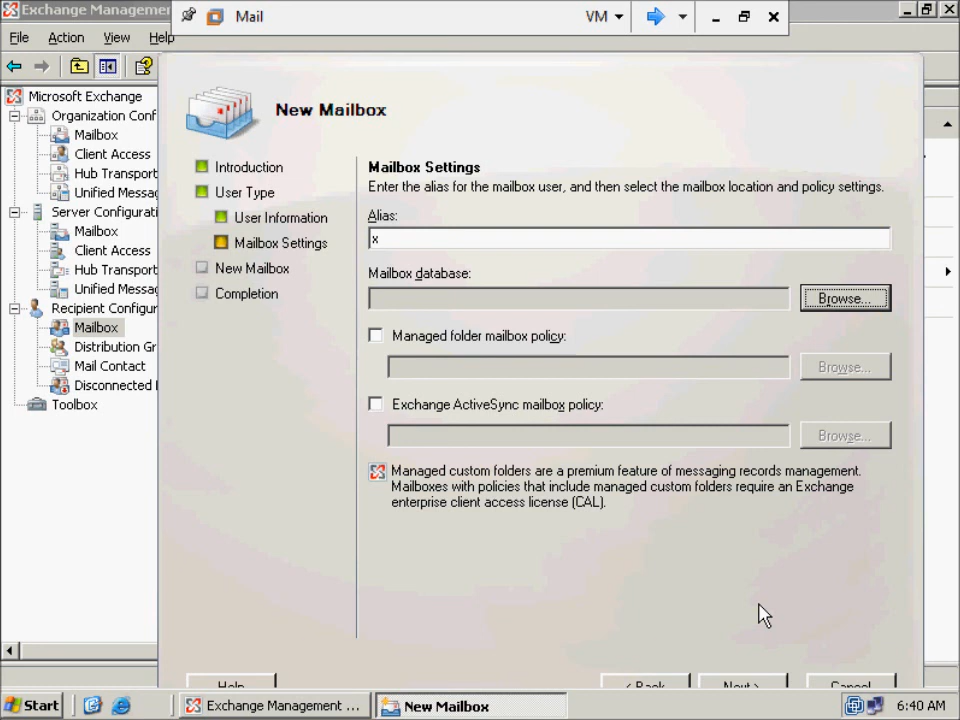 Exchange Managemer
Mail
VM
File Action View Help
Microsoft Exchange
Organization Conf
Mailbox
Client Access
Hub Transport
Unified Messag
Server Configurati
Mailbox
Client Access
Hub Transport
Unified Messag
Recipient Configur
Mailbox
Distribution Gr
Mail Contact
Disconnected
Toolbox
New Mailbox
Introduction
User Type
User Information
Mailbox Settings
New Mailbox
Completion
Mailbox Settings
Enter the alias for the mailbox user, and then select the mailbox location and policy settings.
Alias:
x
Mailbox database:
Browse...
Managed folder mailbox policy:
Browse...
Exchange ActiveSync mailbox policy:
Browse...
Managed custom folders are a premium feature of messaging records management.
Mailboxes with policies that include managed custom folders require an Exchange
enterprise client access license (CAL).
Help < Back Next > Cancel
Start Exchange Management ... New Mailbox 6:40 AM